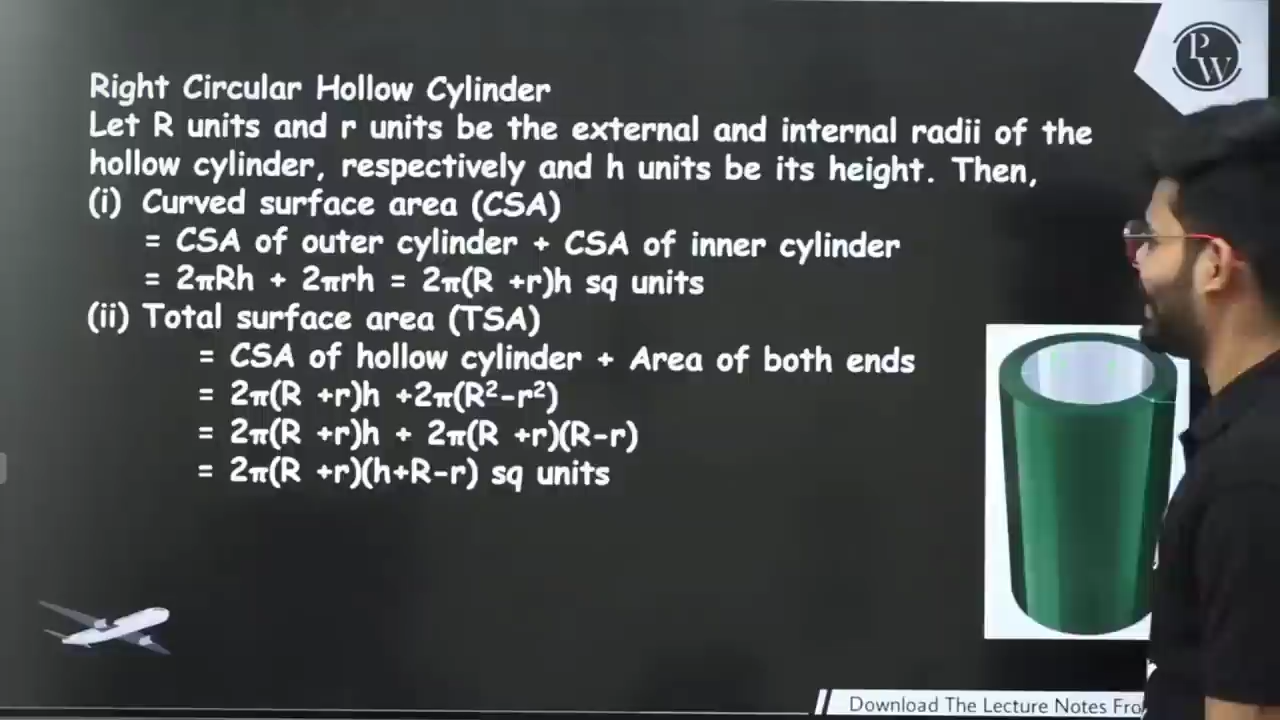 PW
Right Circular Hollow Cylinder
Let R units and r units be the external and internal radii of the
hollow cylinder, respectively and h units be its height. Then,
(i) Curved surface area (CSA)
= CSA of outer cylinder + CSA of inner cylinder
= 2πRh + 2πrh = 2π(R +r)h sq units
(ii) Total surface area (TSA)
= CSA of hollow cylinder + Area of both ends
= 2π(R +r)h +2π(R²-r²)
= 2π(R +r)h + 2π(R +r)(R-r)
= 2π(R +r)(h+R-r) sq units
Download The Lecture Notes Fro